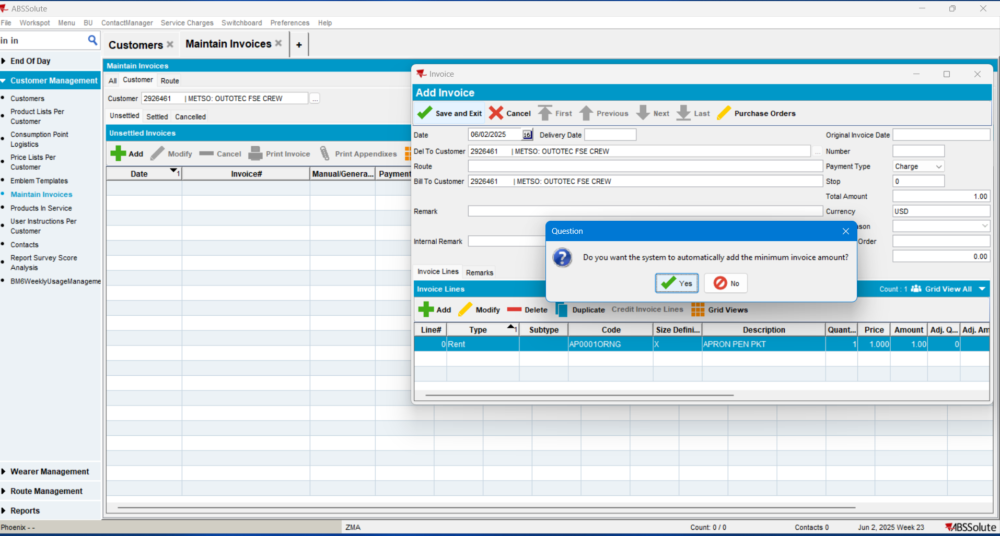 ABSSolute
File Workspot Menu BU ContactManager Service Charges Switchboard Preferences Help
in in
Customers Maintain Invoices +
End Of Day
Customer Management
Customers
Product Lists Per
Customer
Consumption Point
Logistics
Price Lists Per
Customer
Emblem Templates
Maintain Invoices
Products In Service
User Instructions Per
Customer
Contacts
Report Survey Score
Analysis
BM6WeeklyUsageManageme
Wearer Management
Route Management
Reports
Maintain Invoices
All Customer Route
Customer 2926461 | METSO: OUTOTEC FSE CREW ...
Unsettled Settled Cancelled
Unsettled Invoices
Add Modify Cancel Print Invoice Print Appendixes
Date 1 Invoice# Manual/Genera... Payment
Invoice
Add Invoice
Save and Exit Cancel First Previous Next Last Purchase Orders
Date 06/02/2025 16 Delivery Date Original Invoice Date
Del To Customer 2926461 | METSO: OUTOTEC FSE CREW ... Number
Route Payment Type Charge
Bill To Customer 2926461 | METSO: OUTOTEC FSE CREW Stop 0
Total Amount 1.00
Remark Currency USD
son
Internal Remark Order
0.00
Question
Do you want the system to automatically add the minimum invoice amount?
Yes No
Invoice Lines Remarks
Invoice Lines Count : 1 Grid View All
Add Modify Delete Duplicate Credit Invoice Lines Grid Views
Line# Type 1 Subtype Code Size Defini... Description Quant... Price Amount Adj. Q... Adj. Am
0 Rent AP0001ORNG X APRON PEN PKT 1 1.000 1.00 0
Phoenix - - ZMA Count: 0 / 0 Contacts 0 Jun 2, 2025 Week 23 ABSSolute